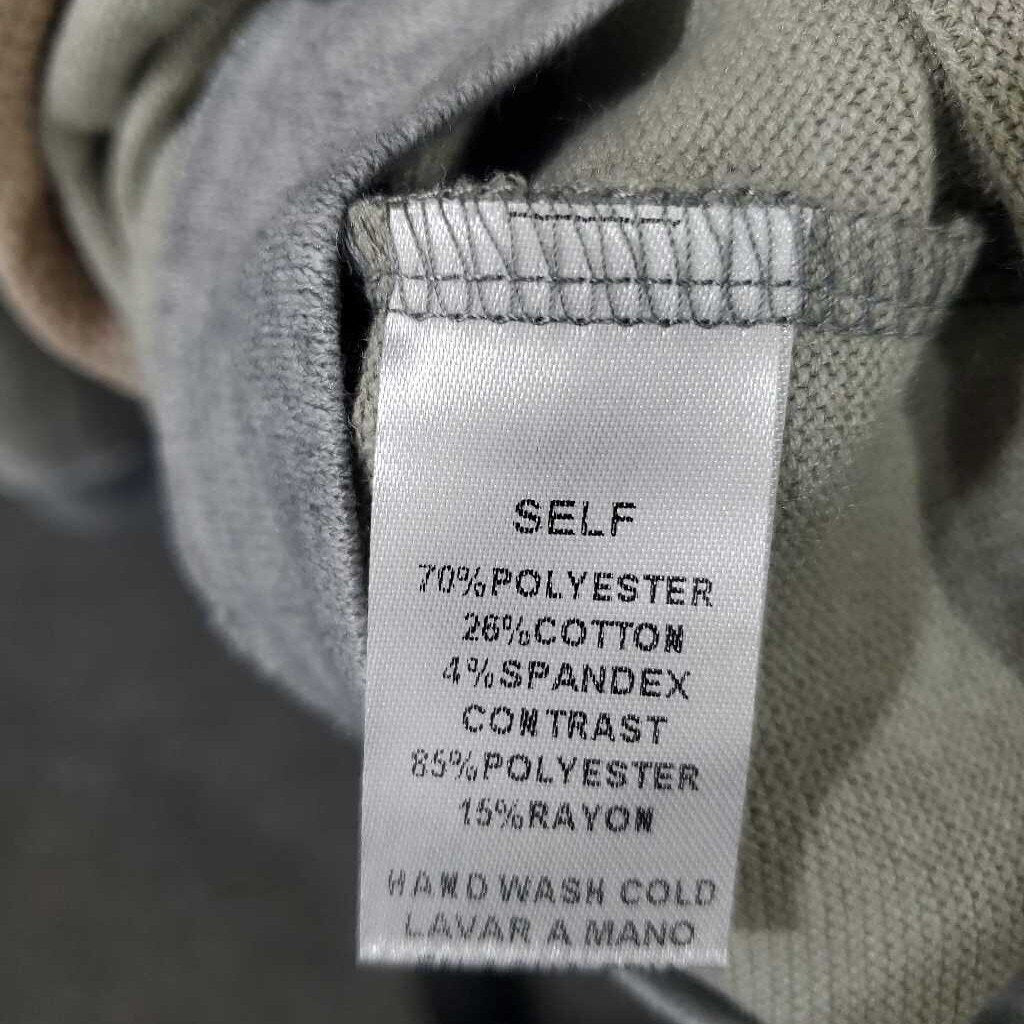 SELF
70%POLYESTER
26%COTTON
4%SPANDEX
CONTRAST
85%POLYESTER
15%RAYON
HAND WASH COLD
LAVAR A MANO